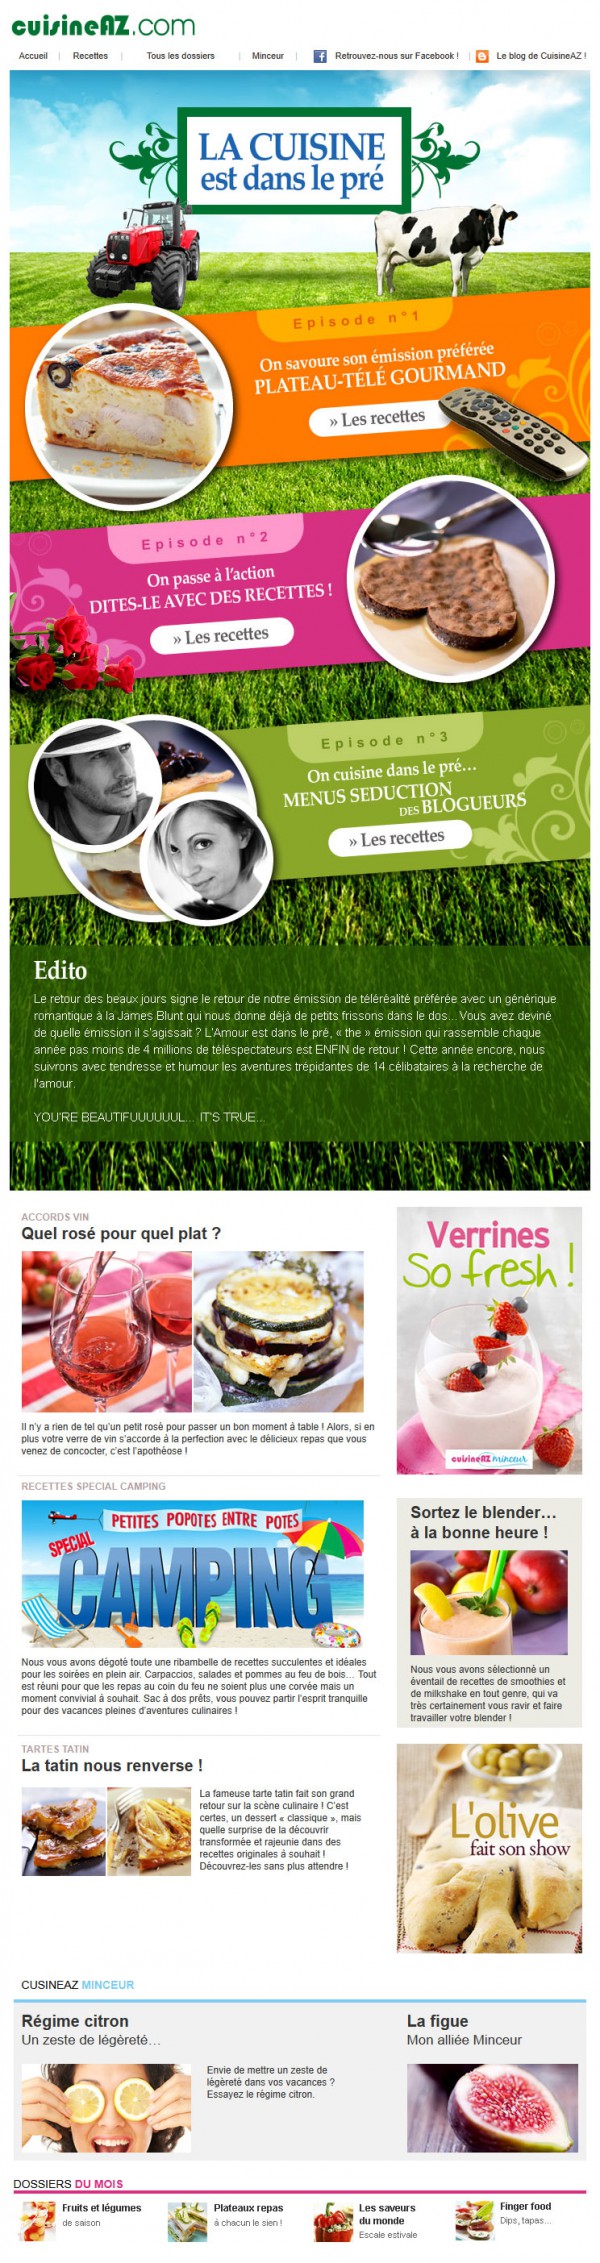 cuisineAZ.com
Accueil
Recettes
Tous les dossiers
Minceur
Retrouvez-nous sur Facebook !
Le blog de CuisineAZ !
LA CUISINE
est dans le pré
Episode n°1
On savoure son émission préférée
PLATEAU-TÉLÉ GOURMAND
» Les recettes
Episode n°2
On passe à l'action
DITES-LE AVEC DES RECETTES !
» Les recettes
Episode n°3
On cuisine dans le pré...
MENUS SEDUCTION
DES BLOGUEURS
» Les recettes
Edito
Le retour des beaux jours signe le retour de notre émission de téléréalité préférée avec un générique
romantique à la James Blunt qui nous donne déjà de petits frissons dans le dos... Vous avez deviné
de quelle émission il s'agissait ? L'Amour est dans le pré, « the » émission qui rassemble chaque
année pas moins de 4 millions de téléspectateurs est ENFIN de retour ! Cette année encore, nous
suivrons avec tendresse et humour les aventures trépidantes de 14 célibataires à la recherche de
l'amour.
YOU'RE BEAUTIFUUUUUUL... IT'S TRUE...
ACCORDS VIN
Quel rosé pour quel plat ?
Il n'y a rien de tel qu'un petit rosé pour passer un bon moment à table ! Alors, si en
plus votre verre de vin s'accorde à la perfection avec le délicieux repas que vous
venez de concocter, c'est l'apothéose !
Verrines
So fresh !
cuisineAZ minceur
RECETTES SPECIAL CAMPING
PETITES POPOTES ENTRE POTES
SPECIAL
CAMPING
Nous vous avons dégoté toute une ribambelle de recettes succulentes et idéales
pour les soirées en plein air. Carpaccios, salades et pommes au feu de bois... Tout
est réuni pour que les repas au coin du feu ne soient plus une corvée mais un
moment convivial à souhait. Sac à dos prêts, vous pouvez partir l'esprit tranquille
pour des vacances pleines d'aventures culinaires !
Sortez le blender...
à la bonne heure !
Nous vous avons sélectionné un
éventail de recettes de smoothies et
de milkshake en tout genre, qui va
très certainement vous ravir et faire
travailler votre blender !
TARTES TATIN
La tatin nous renverse !
La fameuse tarte tatin fait son grand
retour sur la scène culinaire ! C'est
certes, un dessert « classique », mais
quelle surprise de la découvrir
transformée et rajeunie dans des
recettes originales à souhait !
Découvrez-les sans plus attendre !
L'olive
fait son show
CUSINEAZ MINCEUR
Régime citron
Un zeste de légèreté...
Envie de mettre un zeste de
légèreté dans vos vacances ?
Essayez le régime citron.
La figue
Mon alliée Minceur
DOSSIERS DU MOIS
Fruits et légumes
de saison
Plateaux repas
à chacun le sien !
Les saveurs
du monde
Escale estivale
Finger food
Dips, tapas...